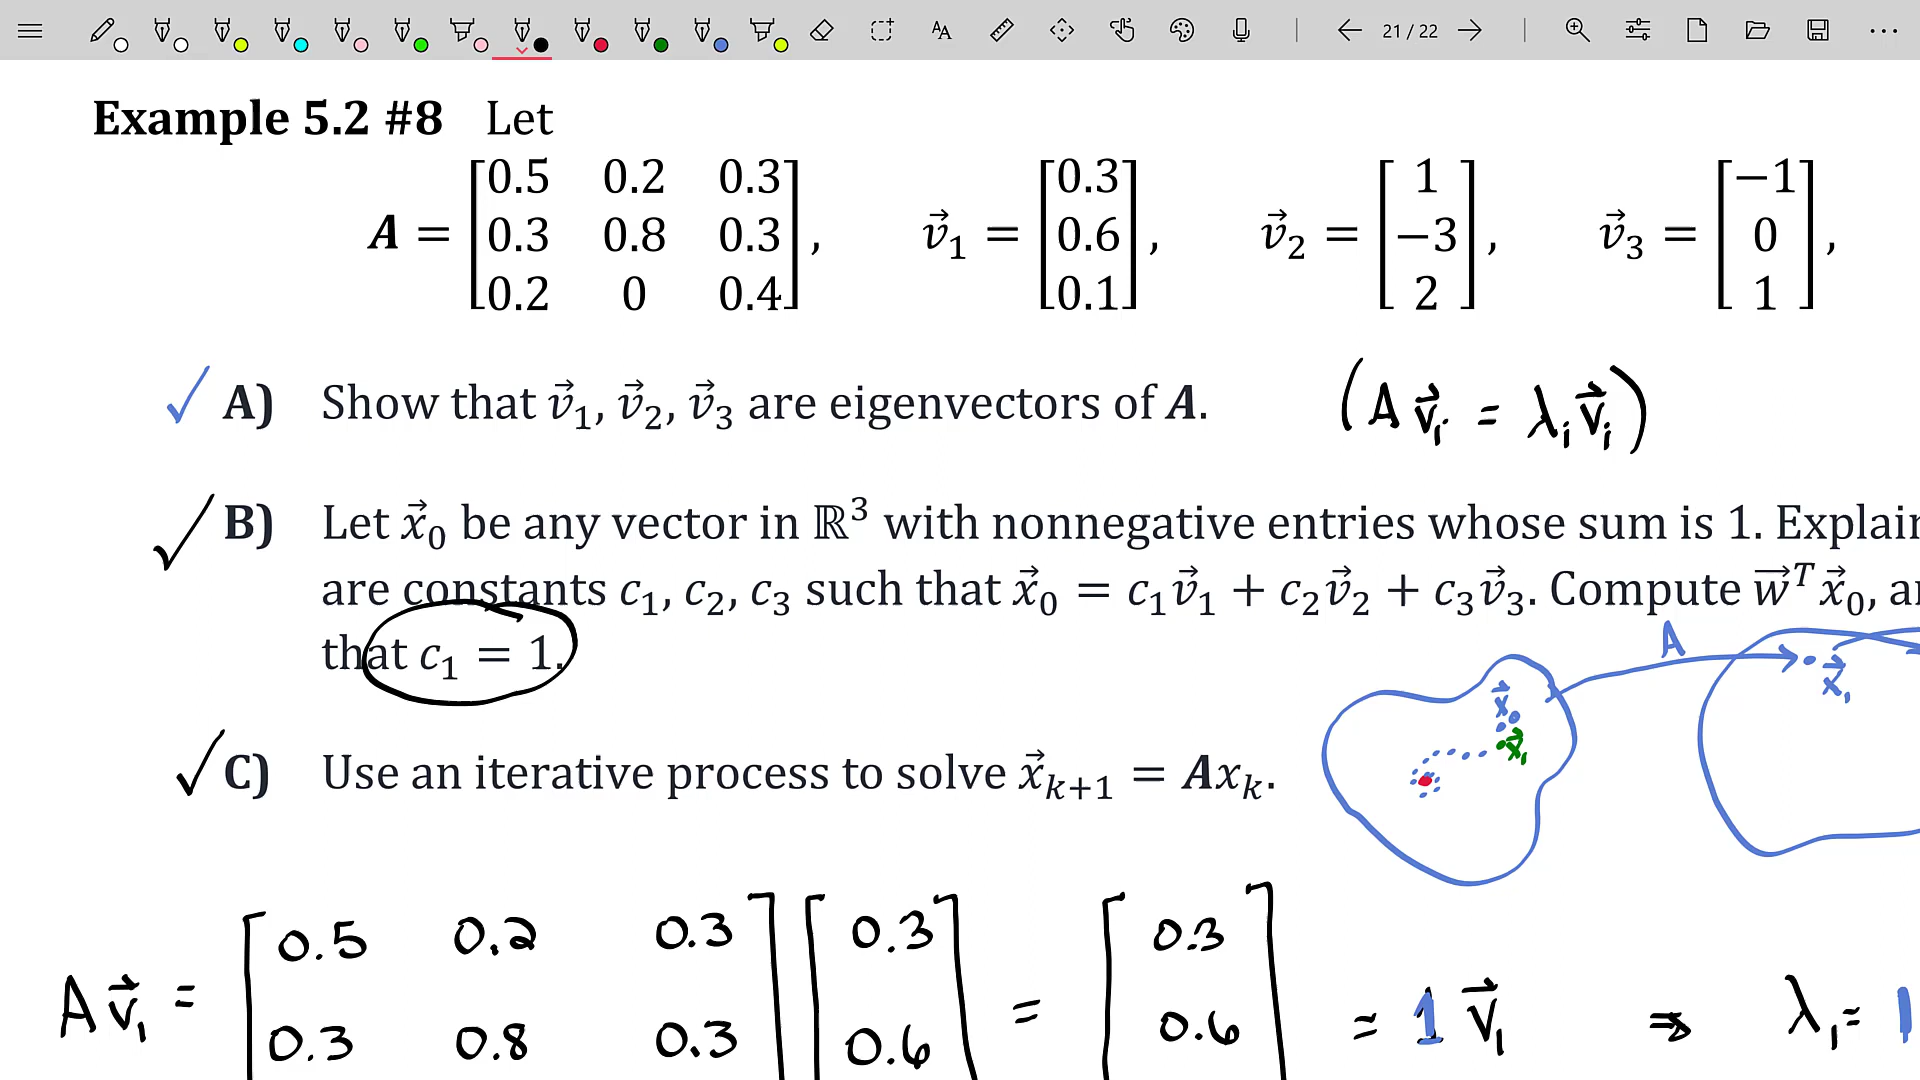 21 / 22
Example 5.2 #8 Let
A = [0.5 0.2 0.3; 0.3 0.8 0.3; 0.2 0 0.4], v⃗₁ = [0.3; 0.6; 0.1], v⃗₂ = [1; −3; 2], v⃗₃ = [−1; 0; 1],
✓ A) Show that v⃗₁, v⃗₂, v⃗₃ are eigenvectors of A. (A v⃗ᵢ = λᵢ v⃗ᵢ)
✓ B) Let x⃗₀ be any vector in ℝ³ with nonnegative entries whose sum is 1. Explain
are constants c₁, c₂, c₃ such that x⃗₀ = c₁v⃗₁ + c₂v⃗₂ + c₃v⃗₃. Compute w⃗ᵀx⃗₀, an
that c₁ = 1.
A
x⃗₁
x⃗₀
x⃗₁
✓ C) Use an iterative process to solve x⃗ₖ₊₁ = Axₖ.
0.5 0.2 0.3 0.3 0.3
A v⃗₁ = = = 1 v⃗₁ ⇒ λ₁ = 1
0.3 0.8 0.3 0.6 0.6